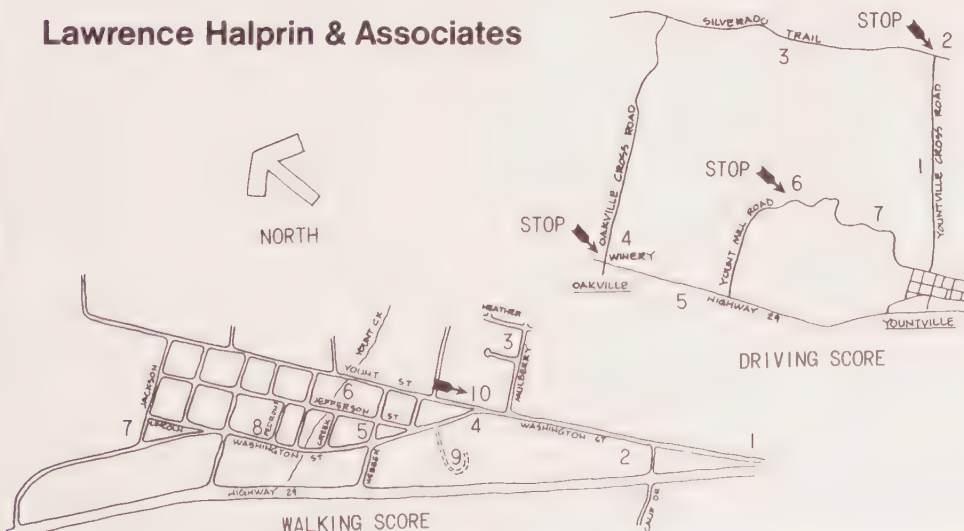 Lawrence Halprin & Associates
NORTH
STOP
2
SILVERADO
TRAIL
3
OAKVILLE CROSS ROAD
1
YOUNTVILLE CROSS ROAD
STOP
6
7
YOUNT MILL ROAD
STOP
4
WINERY
OAKVILLE
5
HIGHWAY 29
YOUNTVILLE
DRIVING SCORE
HEATHER
3
MULBERRY
YOUNT CK
YOUNT ST
10
JACKSON
6
JEFFERSON ST
4
WASHINGTON ST
1
7
LINCOLN
8
CREEK
5
WASHINGTON ST
WEBBER
9
2
HIGHWAY 29
WALKING SCORE